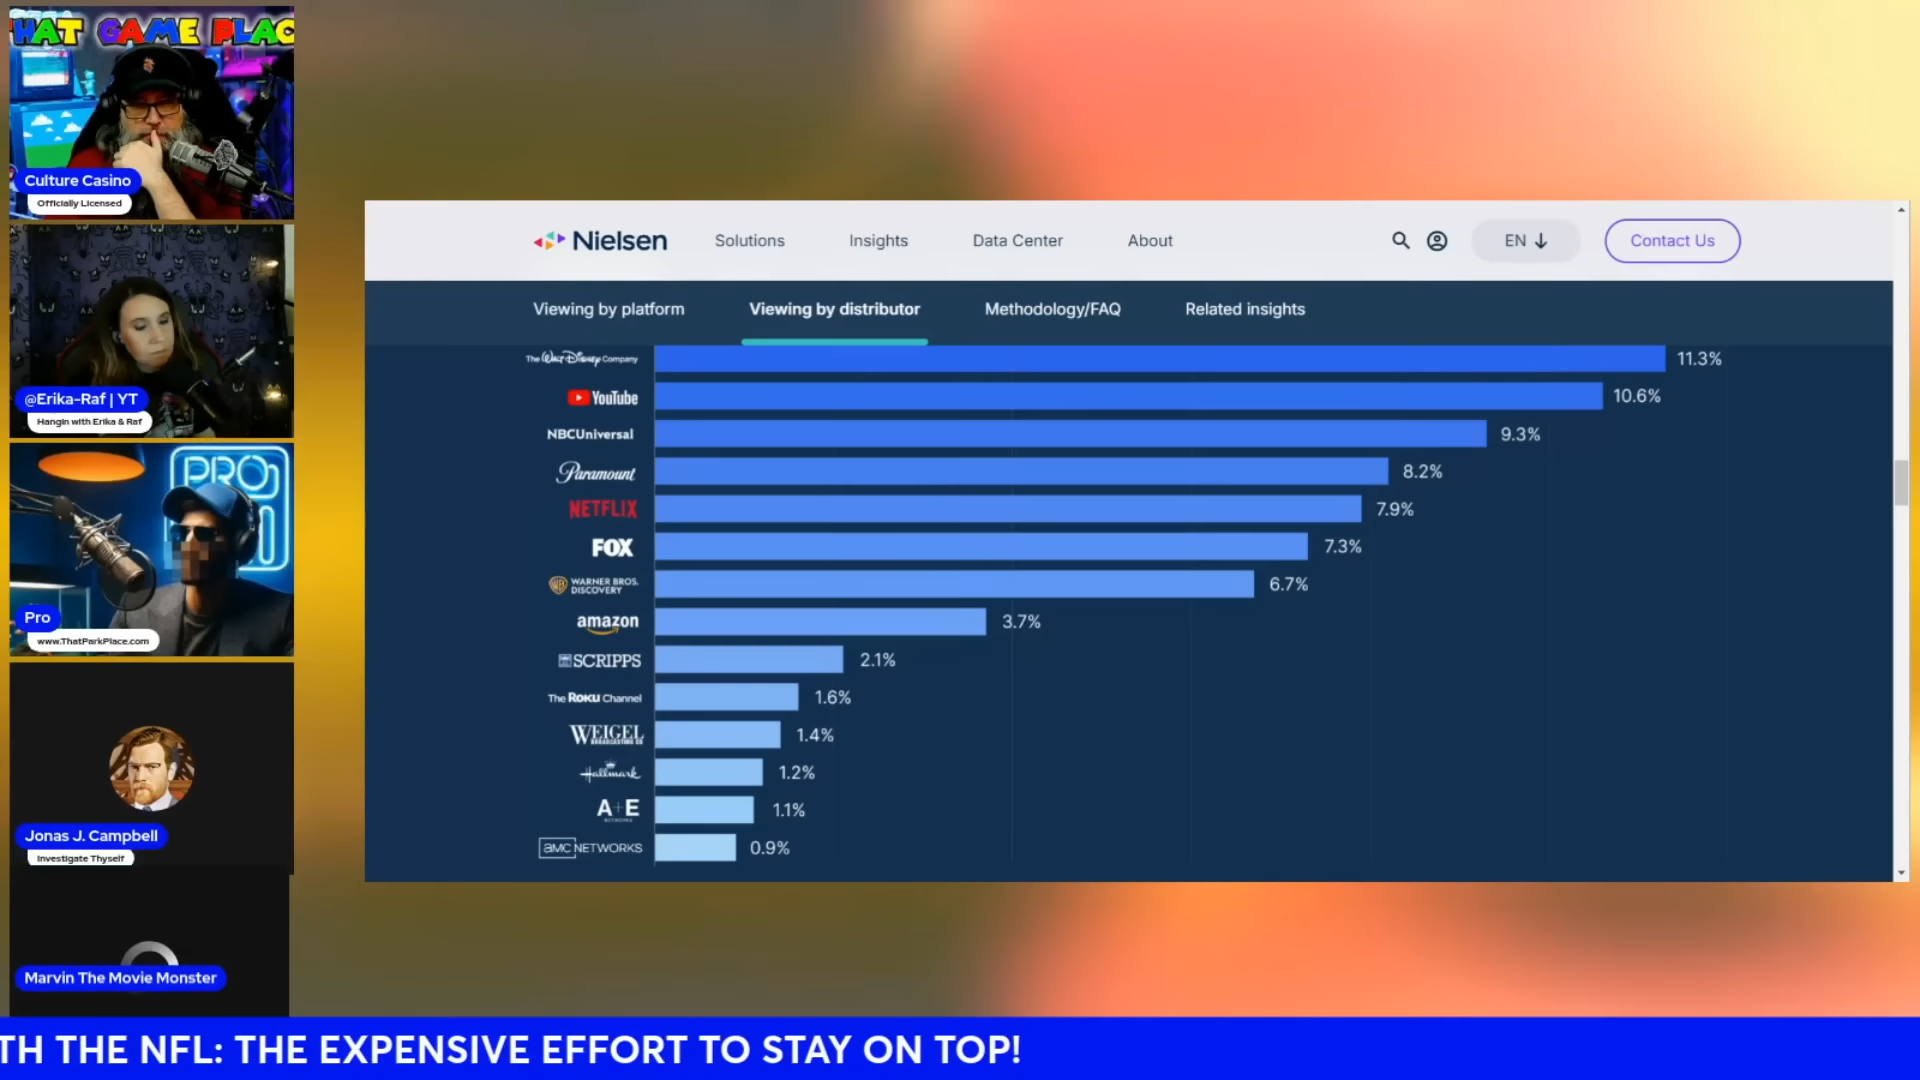 HAT GAME PLAC
Culture Casino
Officially Licensed
@Erika-Raf | YT
Hangin with Erika & Raf
PRO
Pro
www.ThatParkPlace.com
Jonas J. Campbell
Investigate Thyself
Marvin The Movie Monster
Nielsen
Solutions
Insights
Data Center
About
EN
Contact Us
Viewing by platform
Viewing by distributor
Methodology/FAQ
Related insights
The Walt Disney Company 11.3%
YouTube 10.6%
NBCUniversal 9.3%
Paramount 8.2%
NETFLIX 7.9%
FOX 7.3%
WARNER BROS. DISCOVERY 6.7%
amazon 3.7%
SCRIPPS 2.1%
The Roku Channel 1.6%
WEIGEL BROADCASTING CO 1.4%
Hallmark 1.2%
A+E NETWORKS 1.1%
AMC NETWORKS 0.9%
TH THE NFL: THE EXPENSIVE EFFORT TO STAY ON TOP!